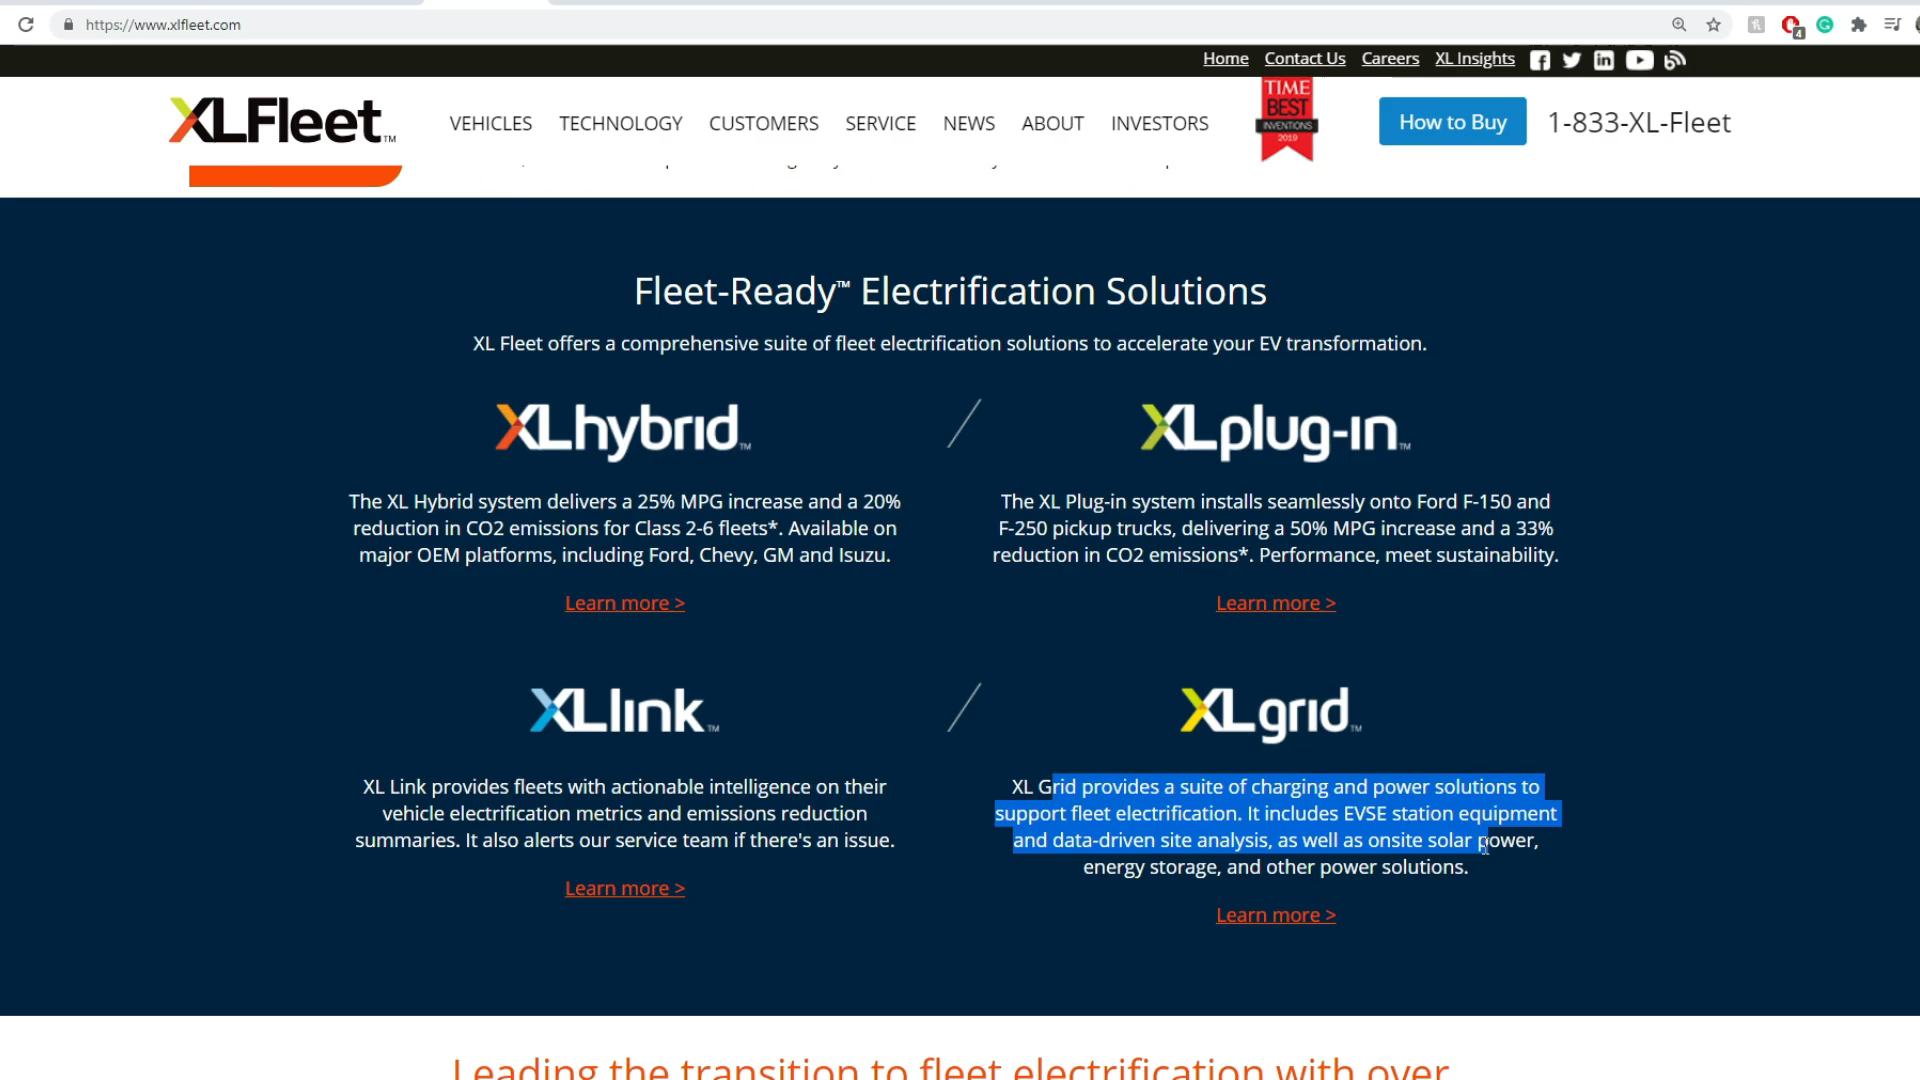 https://www.xlfleet.com
4
Home Contact Us Careers XL Insights
XLFleet™
VEHICLES TECHNOLOGY CUSTOMERS SERVICE NEWS ABOUT INVESTORS
TIME
BEST
INVENTIONS
2019
How to Buy
1-833-XL-Fleet
Fleet-Ready™ Electrification Solutions
XL Fleet offers a comprehensive suite of fleet electrification solutions to accelerate your EV transformation.
XLhybrid™
The XL Hybrid system delivers a 25% MPG increase and a 20%
reduction in CO2 emissions for Class 2-6 fleets*. Available on
major OEM platforms, including Ford, Chevy, GM and Isuzu.
Learn more >
XLplug-in™
The XL Plug-in system installs seamlessly onto Ford F-150 and
F-250 pickup trucks, delivering a 50% MPG increase and a 33%
reduction in CO2 emissions*. Performance, meet sustainability.
Learn more >
XLlink™
XL Link provides fleets with actionable intelligence on their
vehicle electrification metrics and emissions reduction
summaries. It also alerts our service team if there's an issue.
Learn more >
XLgrid™
XL Grid provides a suite of charging and power solutions to
support fleet electrification. It includes EVSE station equipment
and data-driven site analysis, as well as onsite solar power,
energy storage, and other power solutions.
Learn more >
Leading the transition to fleet electrification with over